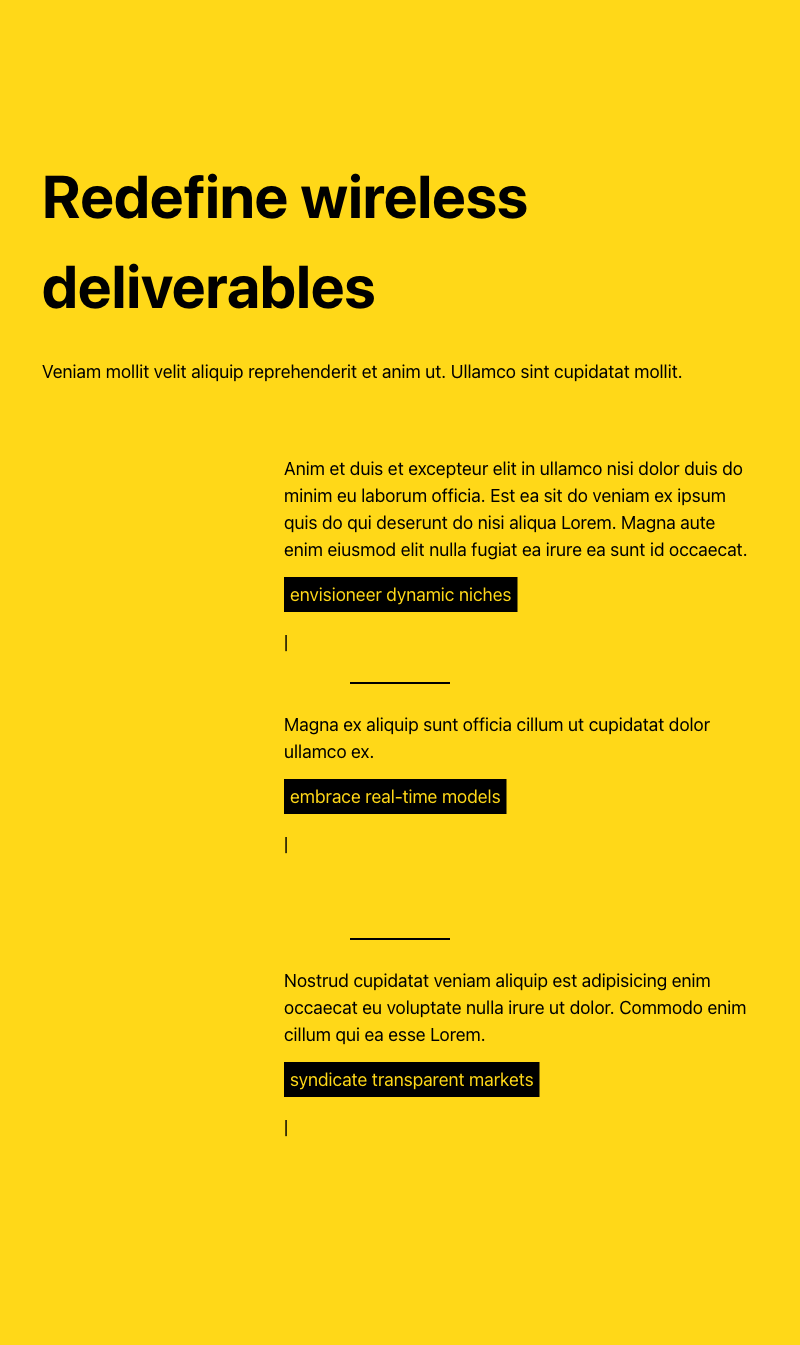 Redefine wireless
deliverables
Veniam mollit velit aliquip reprehenderit et anim ut. Ullamco sint cupidatat mollit.
Anim et duis et excepteur elit in ullamco nisi dolor duis do
minim eu laborum officia. Est ea sit do veniam ex ipsum
quis do qui deserunt do nisi aliqua Lorem. Magna aute
enim eiusmod elit nulla fugiat ea irure ea sunt id occaecat.
envisioneer dynamic niches
|
Magna ex aliquip sunt officia cillum ut cupidatat dolor
ullamco ex.
embrace real-time models
|
Nostrud cupidatat veniam aliquip est adipisicing enim
occaecat eu voluptate nulla irure ut dolor. Commodo enim
cillum qui ea esse Lorem.
syndicate transparent markets
|